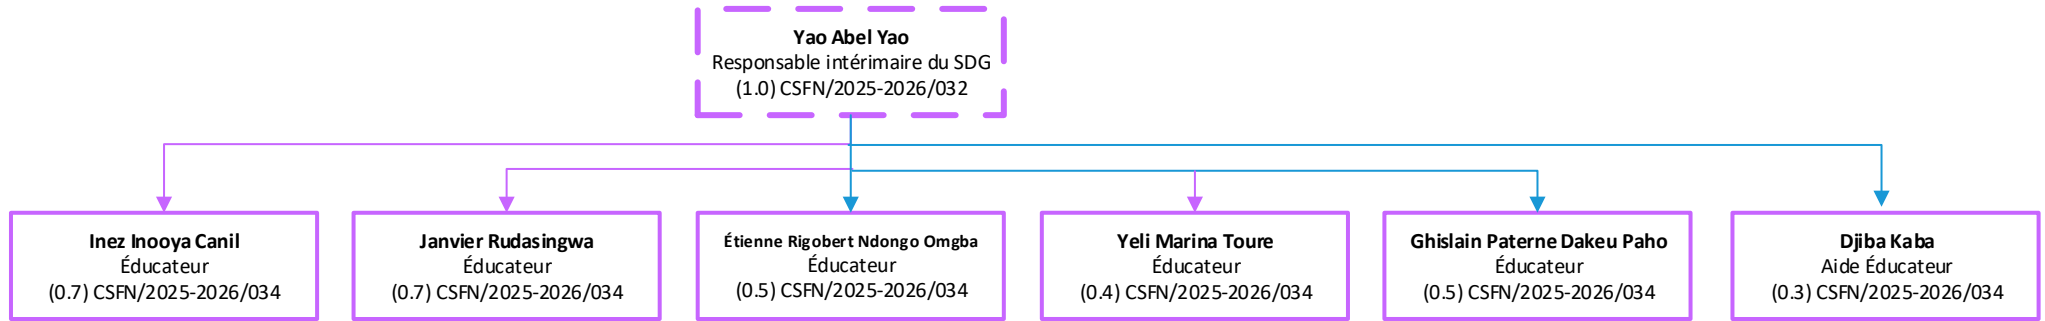 Yao Abel Yao
Responsable intérimaire du SDG
(1.0) CSFN/2025-2026/032
Inez Inooya Canil
Éducateur
(0.7) CSFN/2025-2026/034
Janvier Rudasingwa
Éducateur
(0.7) CSFN/2025-2026/034
Étienne Rigobert Ndongo Omgba
Éducateur
(0.5) CSFN/2025-2026/034
Yeli Marina Toure
Éducateur
(0.4) CSFN/2025-2026/034
Ghislain Paterne Dakeu Paho
Éducateur
(0.5) CSFN/2025-2026/034
Djiba Kaba
Aide Éducateur
(0.3) CSFN/2025-2026/034